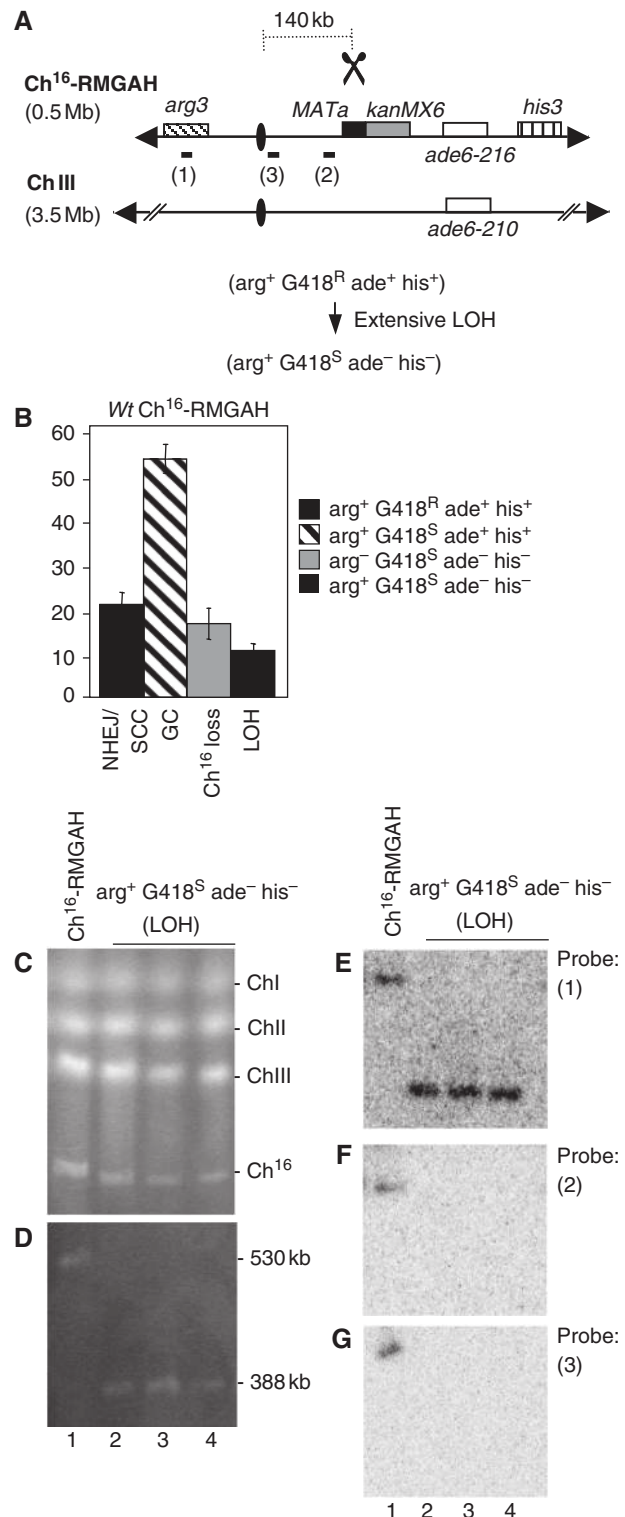 A
140 kb
Ch¹⁶-RMGAH
(0.5 Mb)
arg3
MATa
kanMX6
his3
ade6-216
(1)
(3)
(2)
Ch III
(3.5 Mb)
ade6-210
(arg⁺ G418ᴿ ade⁺ his⁺)
Extensive LOH
(arg⁺ G418ˢ ade⁻ his⁻)
B
Wt Ch¹⁶-RMGAH
60
50
40
30
20
10
0
NHEJ/
SCC
GC
Ch¹⁶ loss
LOH
arg⁺ G418ᴿ ade⁺ his⁺
arg⁺ G418ˢ ade⁺ his⁺
arg⁻ G418ˢ ade⁻ his⁻
arg⁺ G418ˢ ade⁻ his⁻
Ch¹⁶-RMGAH
arg⁺ G418ˢ ade⁻ his⁻
(LOH)
C
ChI
ChII
ChIII
Ch¹⁶
D
530 kb
388 kb
1 2 3 4
Ch¹⁶-RMGAH
arg⁺ G418ˢ ade⁻ his⁻
(LOH)
E
Probe:
(1)
F
Probe:
(2)
G
Probe:
(3)
1 2 3 4